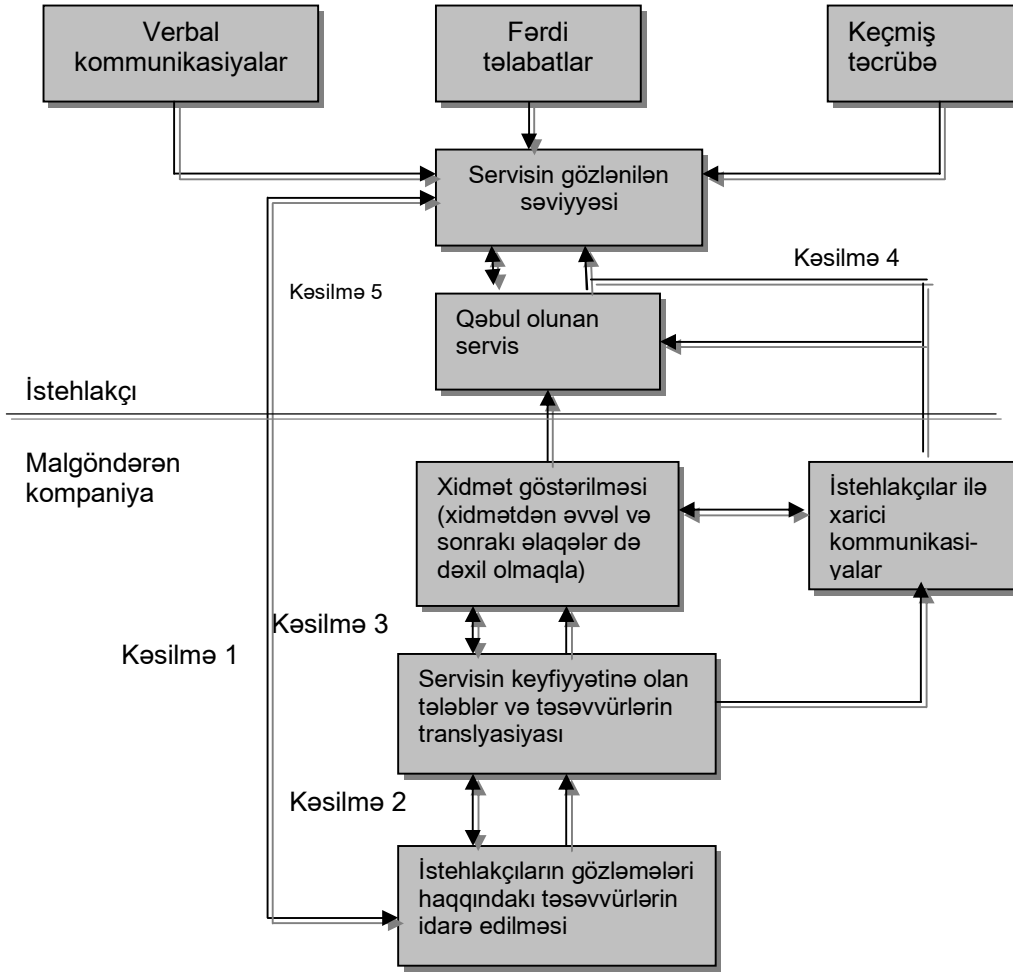 Verbal
kommunikasiyalar
Fərdi
təlabatlar
Keçmiş
təcrübə
Servisin gözlənilən
səviyyəsi
Kəsilmə 4
Kəsilmə 5
Qəbul olunan
servis
İstehlakçı
Malgöndərən
kompaniya
Xidmət göstərilməsi
(xidmətdən əvvəl və
sonrakı əlaqələr də
daxil olmaqla)
İstehlakçılar ilə
xarici
kommunikasi-
yalar
Kəsilmə 3
Kəsilmə 1
Servisin keyfiyyətinə olan
tələblər və təsəvvürlərin
translyasiyası
Kəsilmə 2
İstehlakçıların gözləmələri
haqqındakı təsəvvürlərin
idarə edilməsi